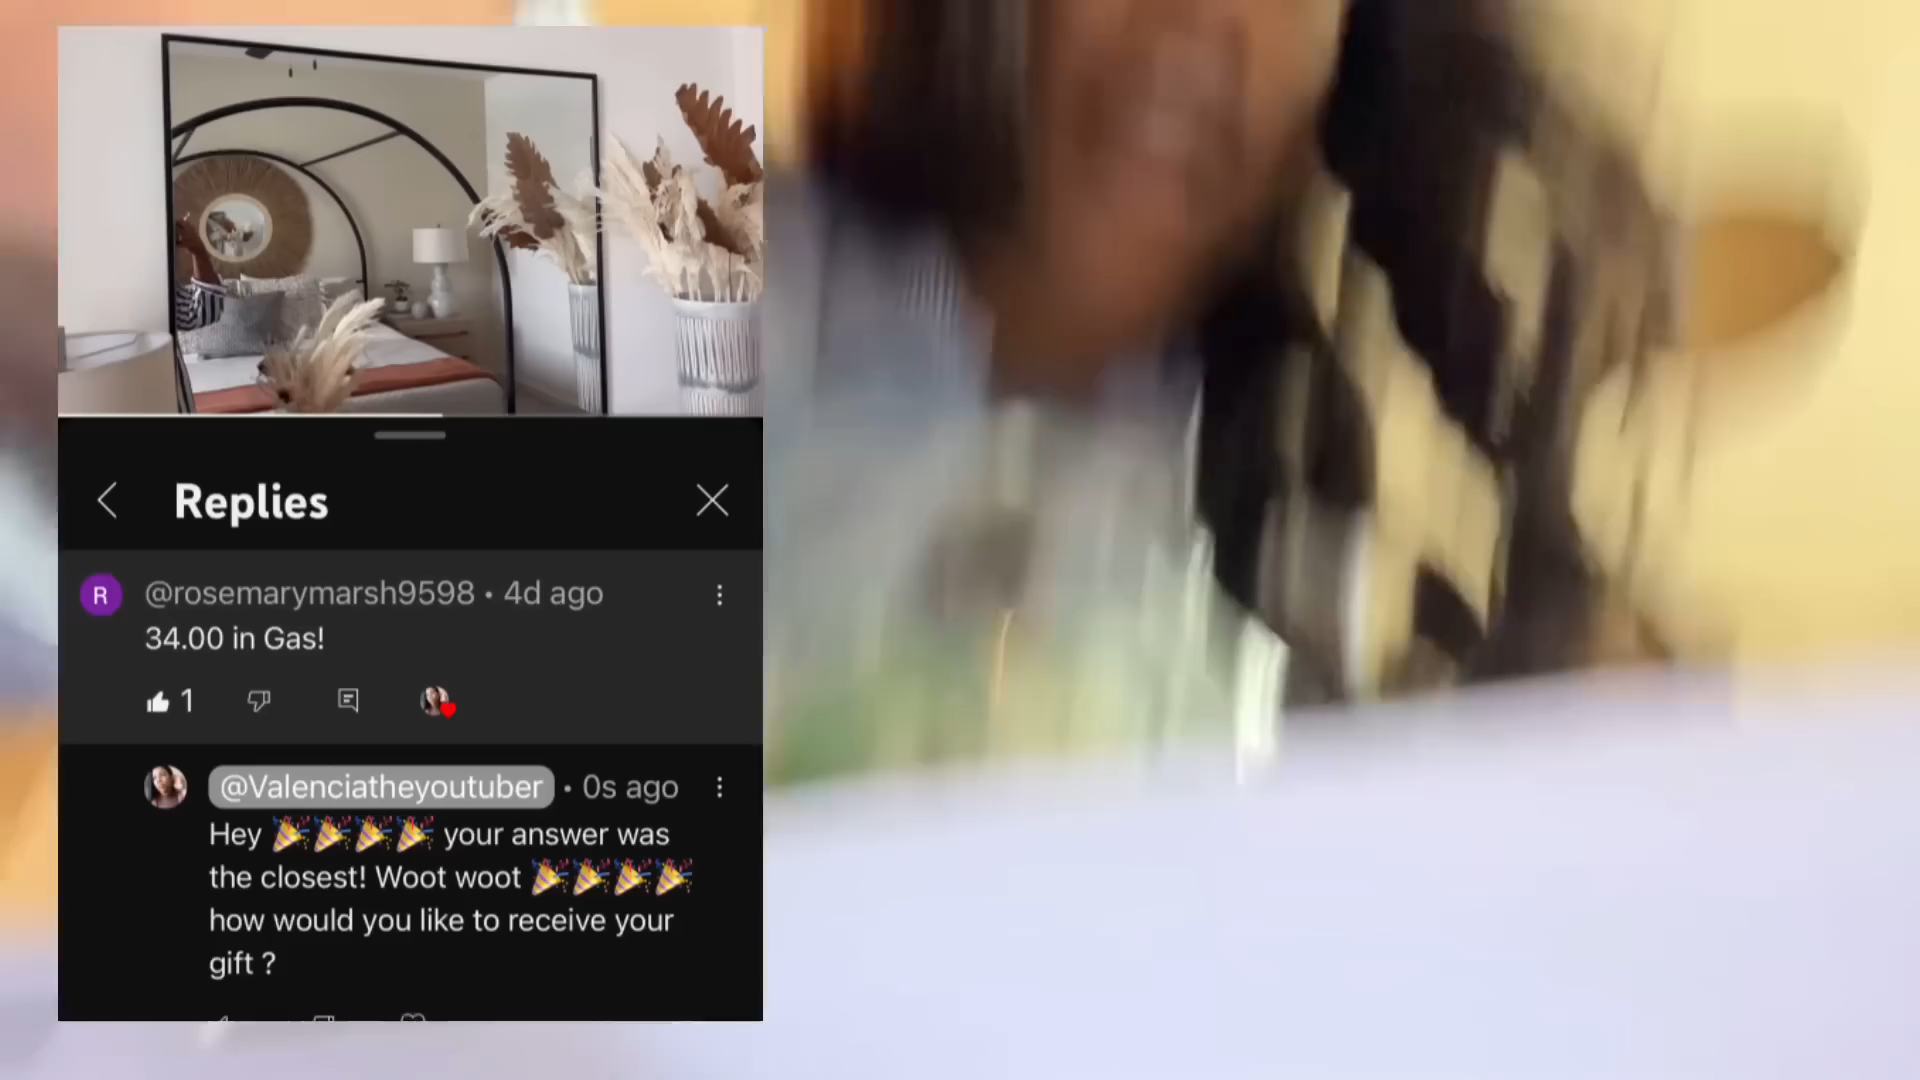 Replies
R
@rosemarymarsh9598 • 4d ago
34.00 in Gas!
1
@Valenciatheyoutuber • 0s ago
Hey 🎉🎉🎉🎉 your answer was
the closest! Woot woot 🎉🎉🎉🎉
how would you like to receive your
gift ?